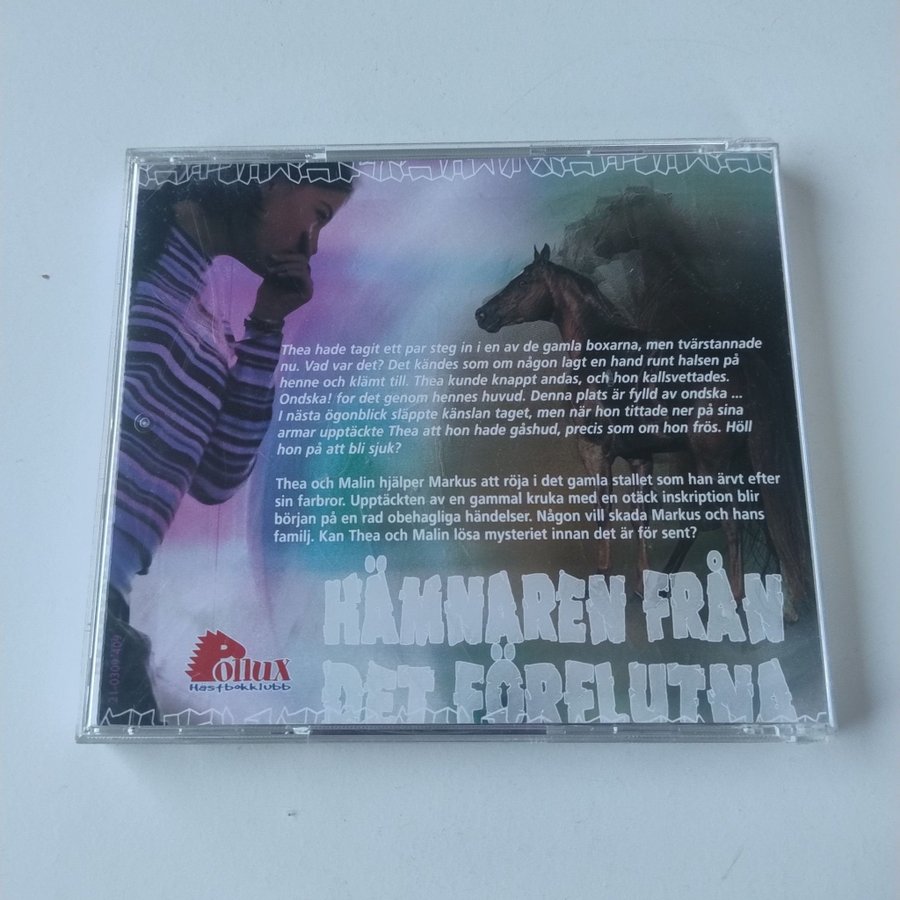 Thea hade tagit ett par steg in i en av de gamla boxarna, men tvärstannade
nu. Vad var det? Det kändes som om någon lagt en hand runt halsen på
henne och klämt till. Thea kunde knappt andas, och hon kallsvettades.
Ondska! for det genom hennes huvud. Denna plats är fylld av ondska ...
I nästa ögonblick släppte känslan taget, men när hon tittade ner på sina
armar upptäckte Thea att hon hade gåshud, precis som om hon frös. Höll
hon på att bli sjuk?
Thea och Malin hjälper Markus att röja i det gamla stallet som han ärvt efter
sin farbror. Upptäckten av en gammal kruka med en otäck inskription blir
början på en rad obehagliga händelser. Någon vill skada Markus och hans
familj. Kan Thea och Malin lösa mysteriet innan det är för sent?
HÄMNAREN FRÅN
DET FÖRFLUTNA
Pollux
Hästbokklubb